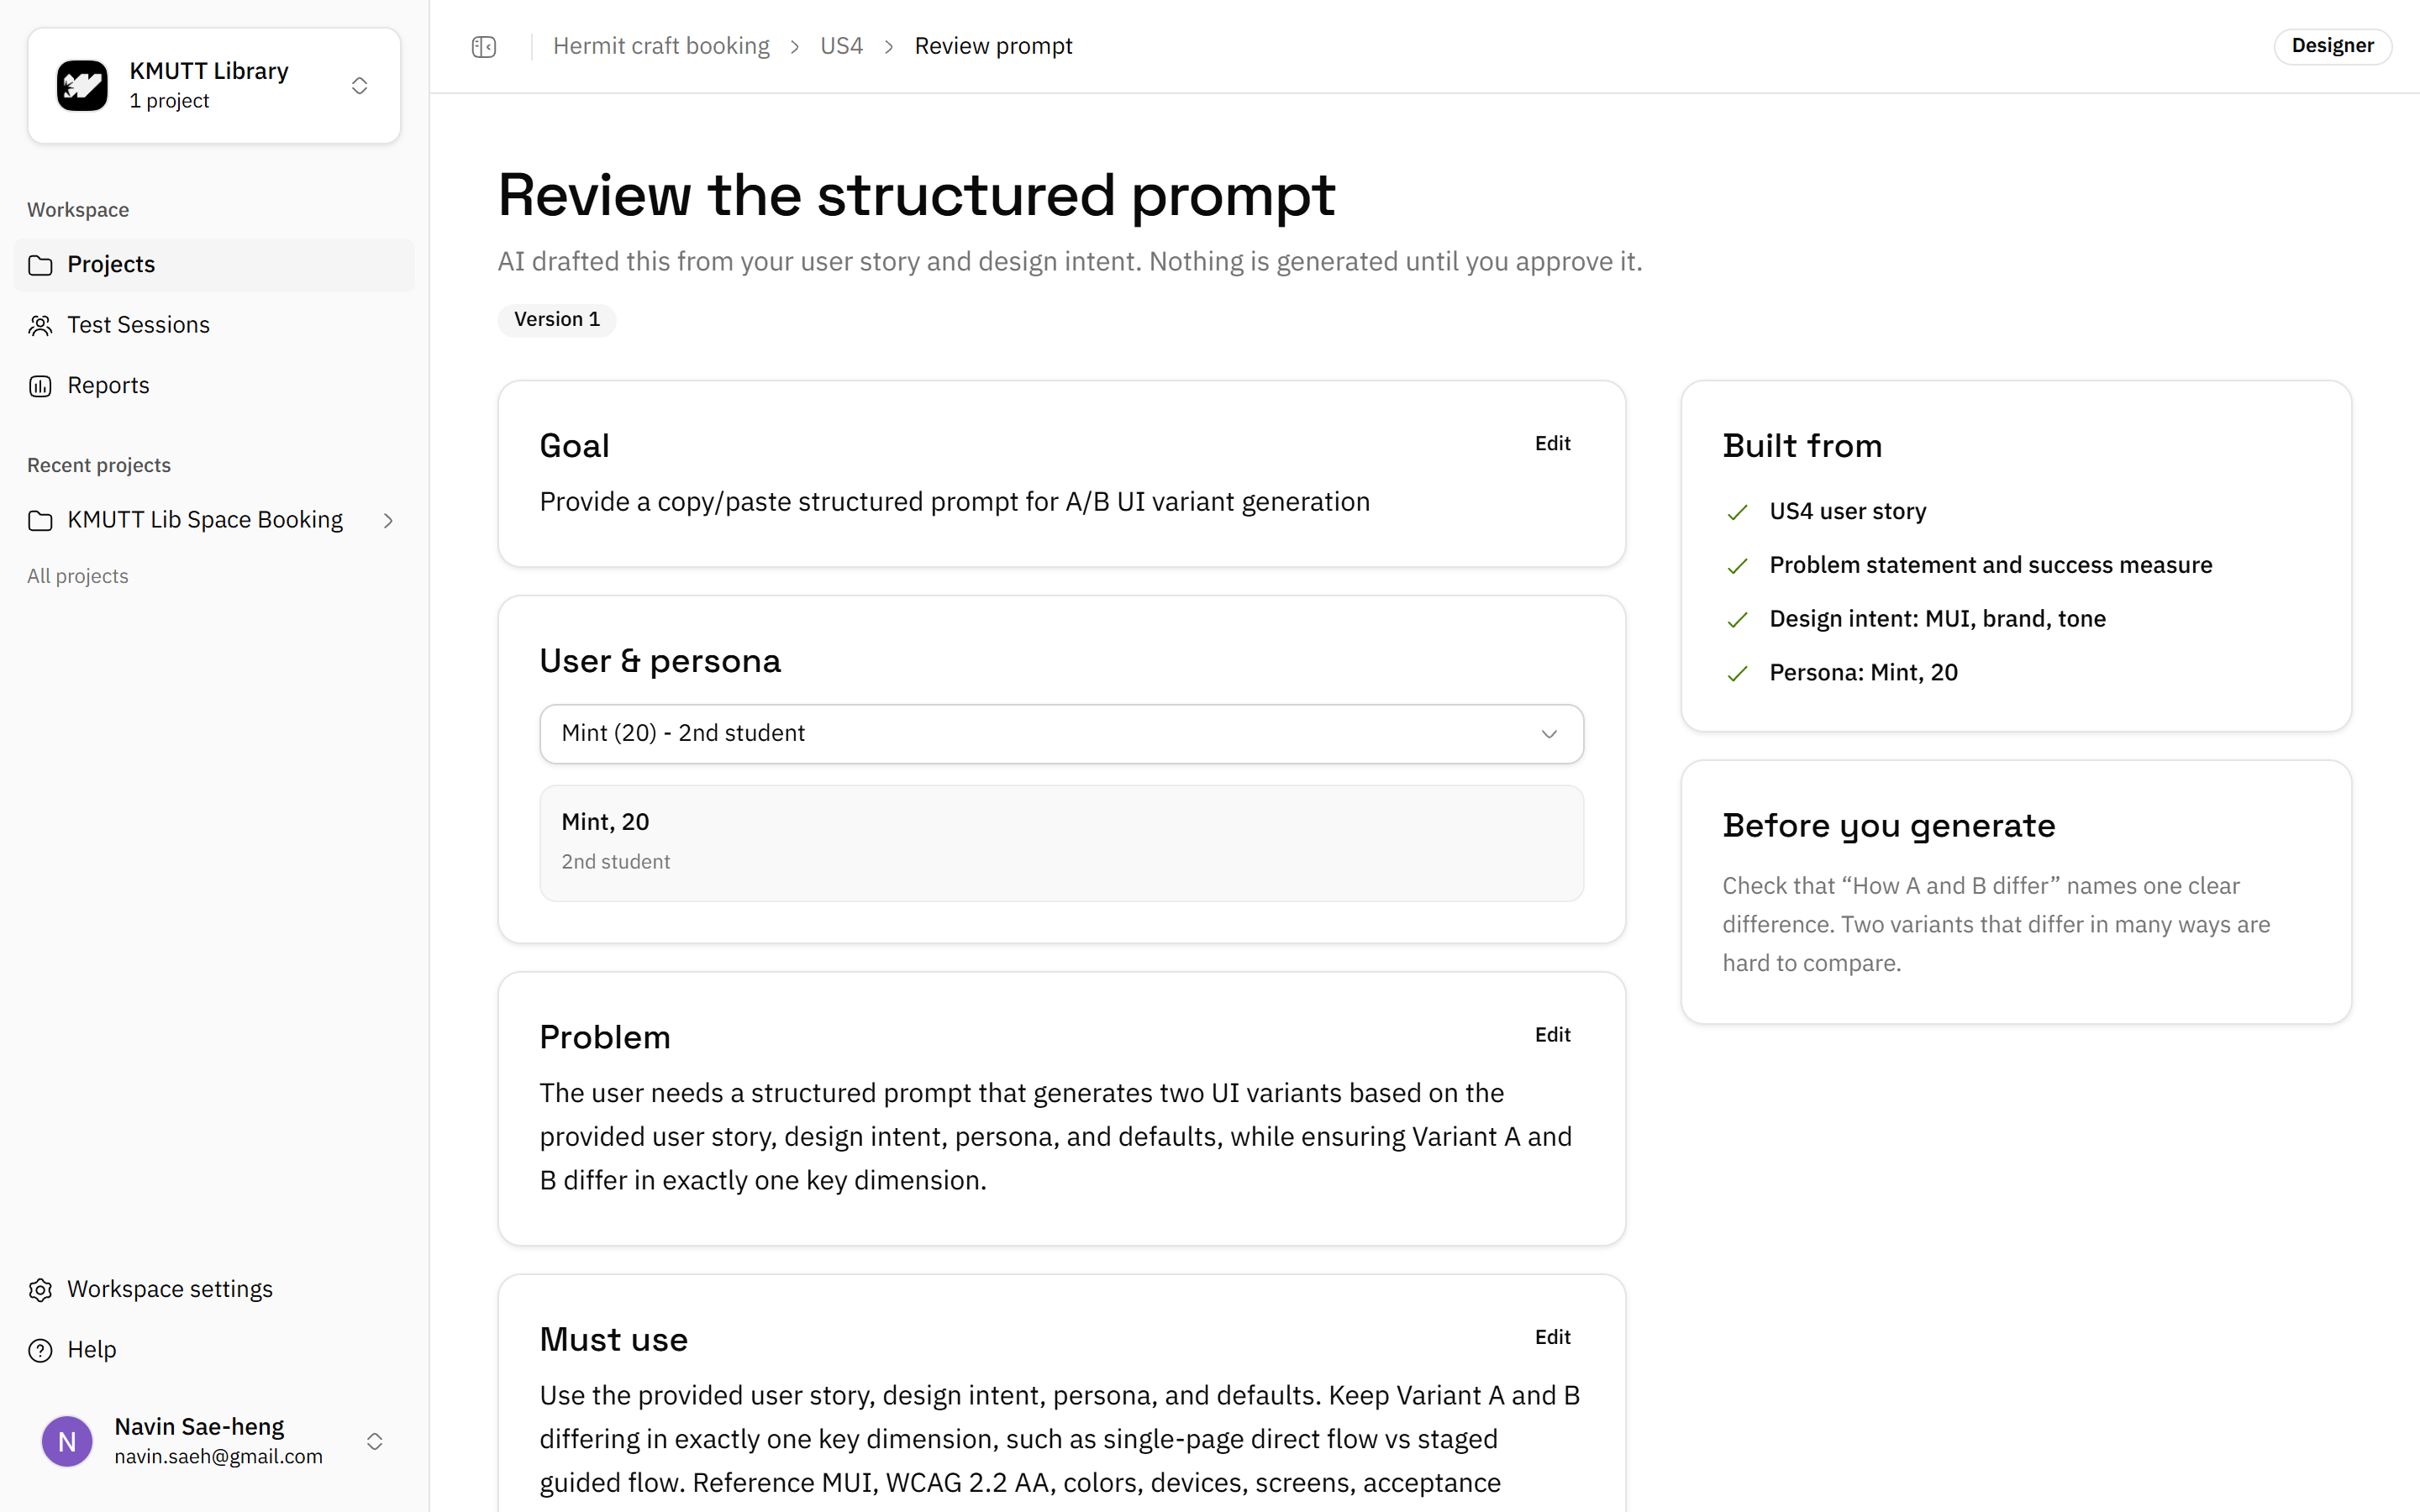 KMUTT Library
1 project
Workspace
Projects
Test Sessions
Reports
Recent projects
KMUTT Lib Space Booking
All projects
Workspace settings
Help
N
Navin Sae-heng
navin.saeh@gmail.com
Hermit craft booking > US4 > Review prompt
Designer
Review the structured prompt
AI drafted this from your user story and design intent. Nothing is generated until you approve it.
Version 1
Goal
Edit
Provide a copy/paste structured prompt for A/B UI variant generation
User & persona
Mint (20) - 2nd student
Mint, 20
2nd student
Problem
Edit
The user needs a structured prompt that generates two UI variants based on the
provided user story, design intent, persona, and defaults, while ensuring Variant A and
B differ in exactly one key dimension.
Must use
Edit
Use the provided user story, design intent, persona, and defaults. Keep Variant A and B
differing in exactly one key dimension, such as single-page direct flow vs staged
guided flow. Reference MUI, WCAG 2.2 AA, colors, devices, screens, acceptance
Built from
US4 user story
Problem statement and success measure
Design intent: MUI, brand, tone
Persona: Mint, 20
Before you generate
Check that “How A and B differ” names one clear
difference. Two variants that differ in many ways are
hard to compare.